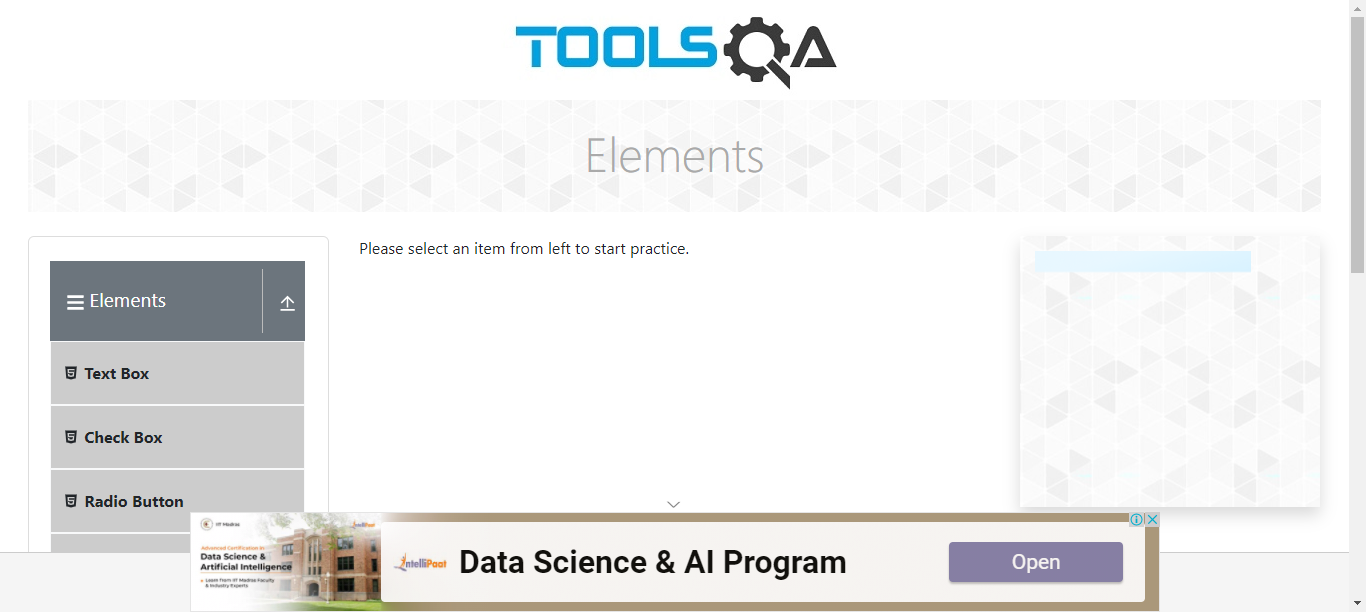 TOOLSQA
Elements
Elements
Please select an item from left to start practice.
Text Box
Check Box
Radio Button
IIT Madras
intelliPaat
Advanced Certification in
Data Science &
Artificial Intelligence
Learn from IIT Madras Faculty
& Industry Experts
intelliPaat
Data Science & AI Program
Open